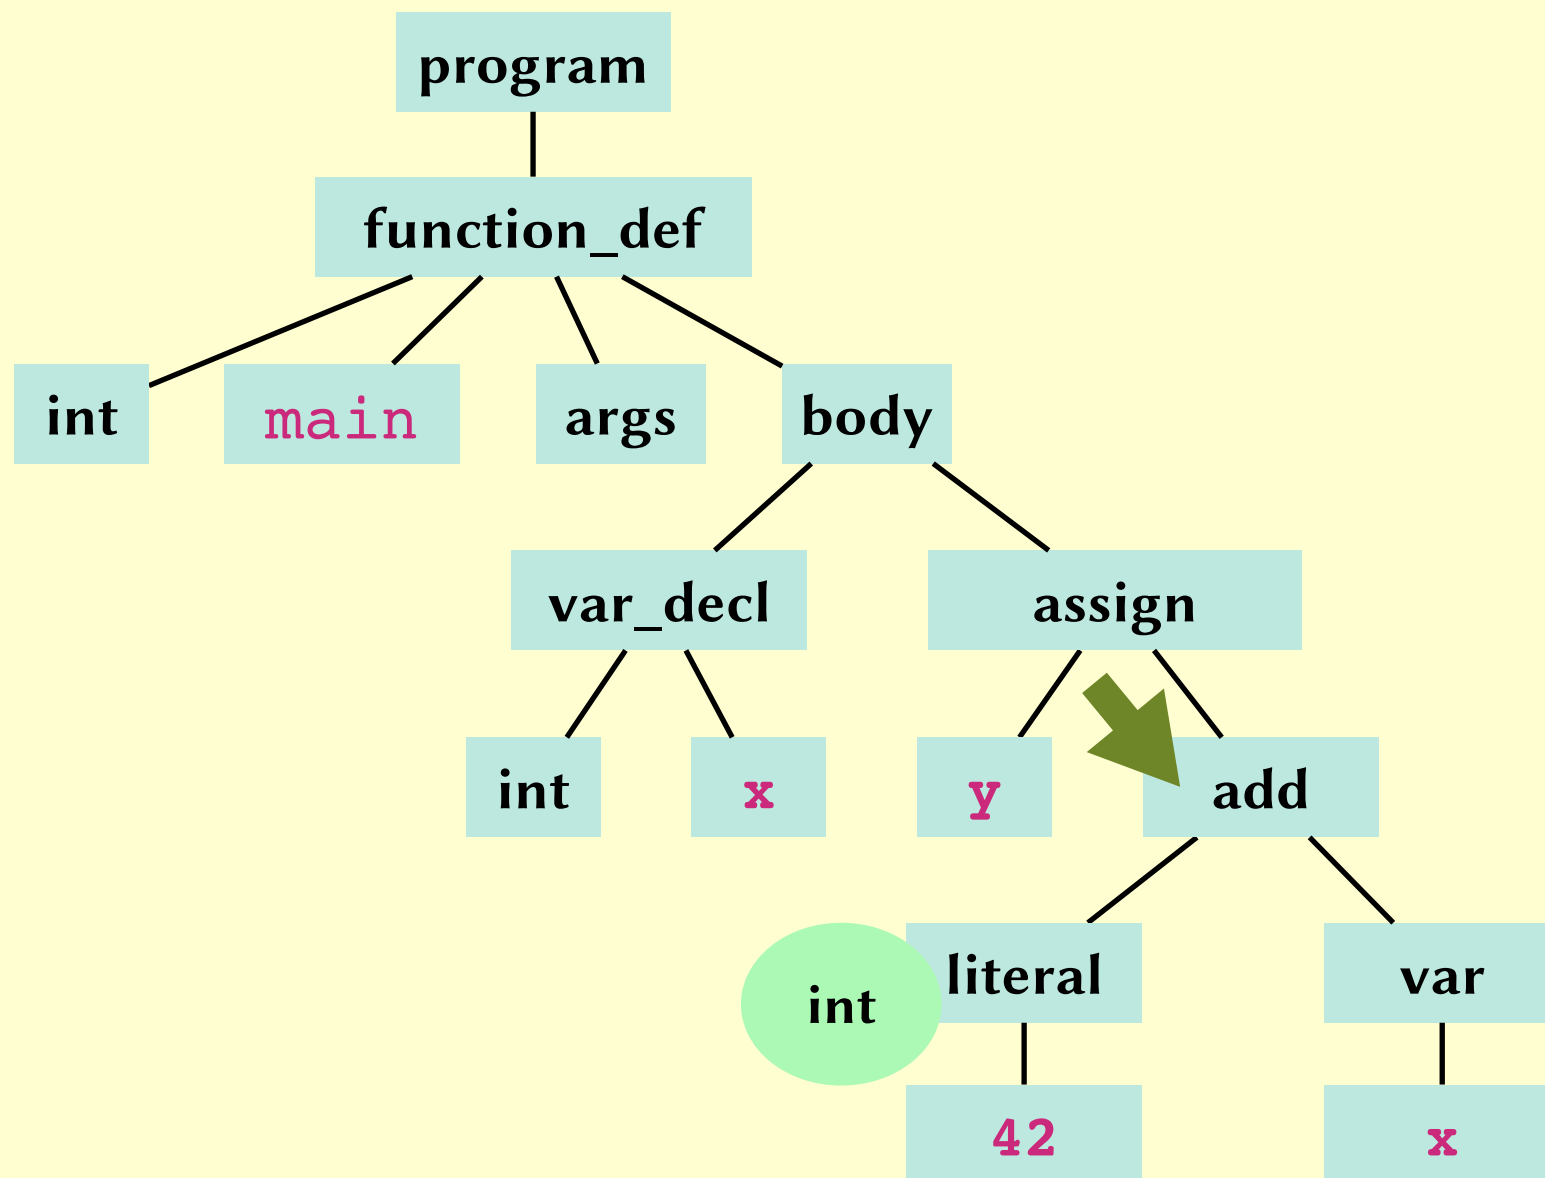 program
function_def
int main args body
var_decl assign
int x y add
literal var
int
42 x